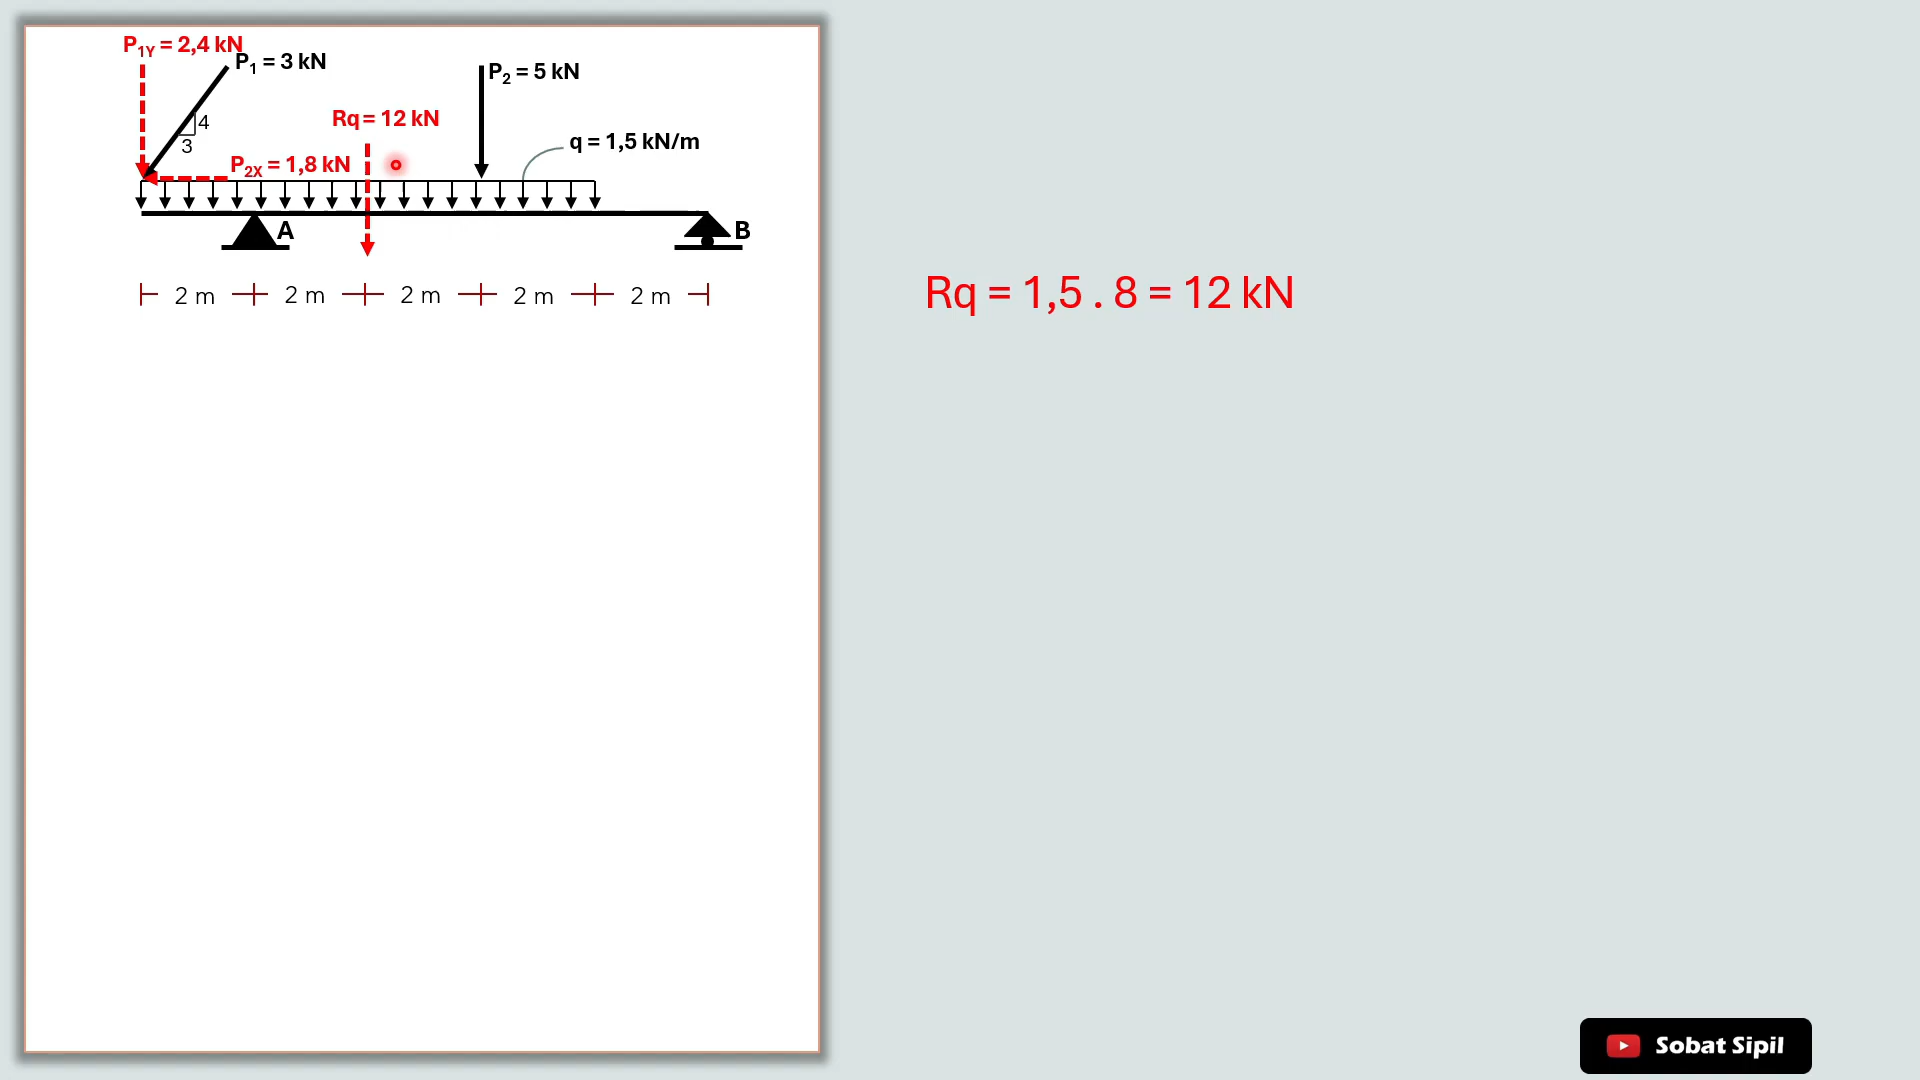 P1Y = 2,4 kN
P1 = 3 kN
P2 = 5 kN
4
3
Rq = 12 kN
q = 1,5 kN/m
P2X = 1,8 kN
A
B
2 m 2 m 2 m 2 m 2 m
Rq = 1,5 . 8 = 12 kN
Sobat Sipil